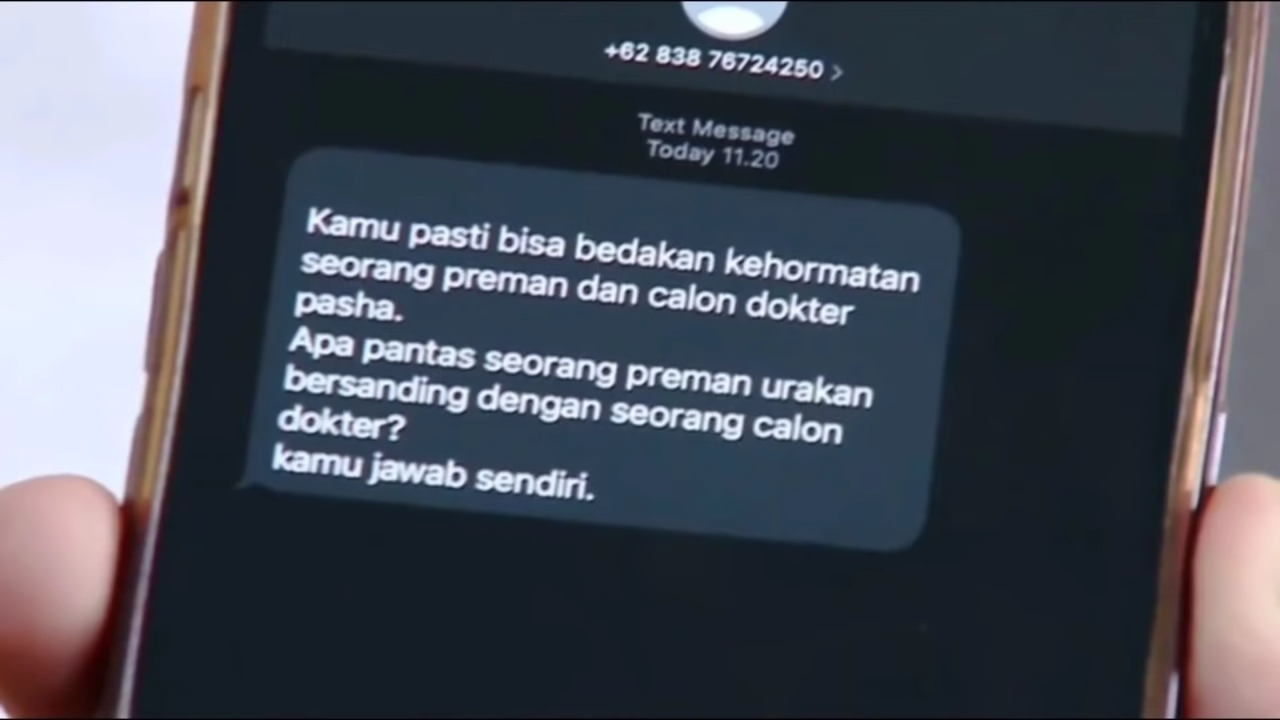 +62 838 76724250 >
Text Message
Today 11.20
Kamu pasti bisa bedakan kehormatan
seorang preman dan calon dokter
pasha.
Apa pantas seorang preman urakan
bersanding dengan seorang calon
dokter?
kamu jawab sendiri.